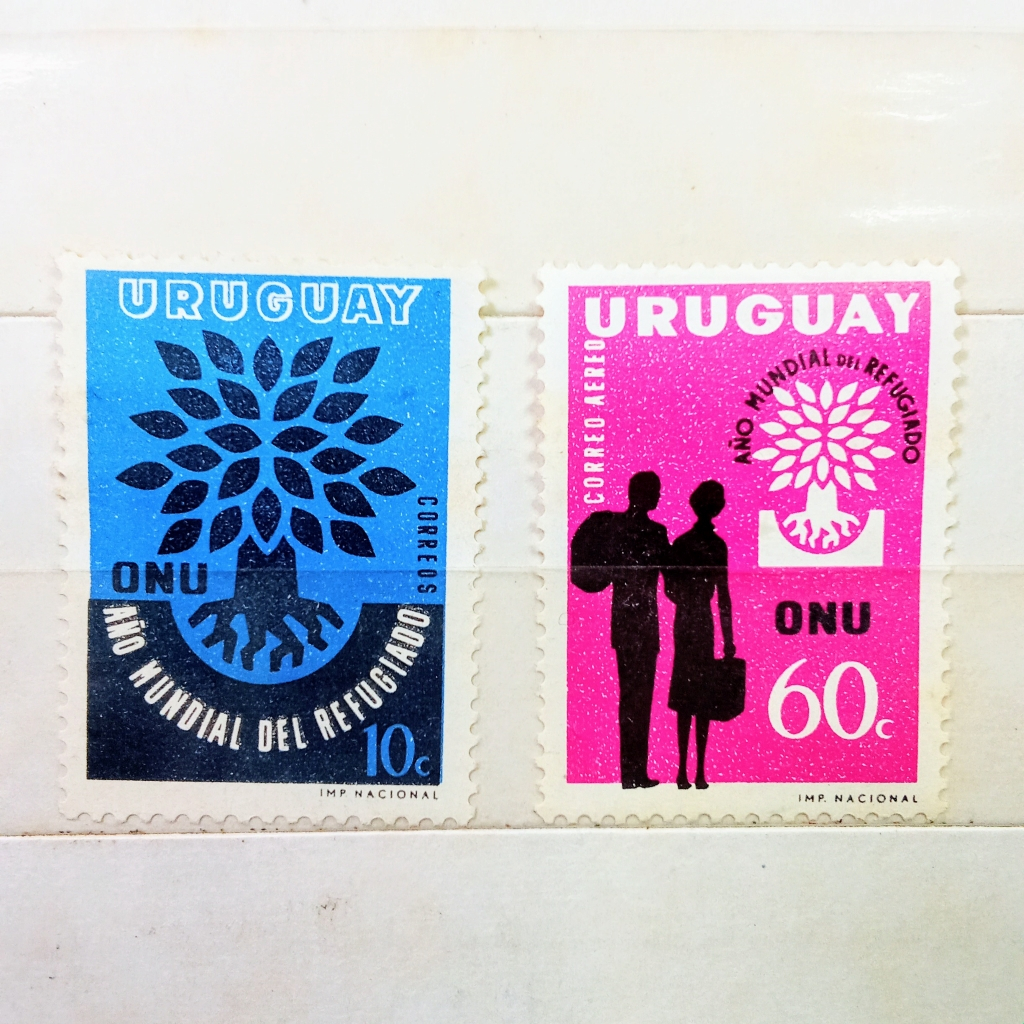 URUGUAY
CORREOS
ONU
AÑO MUNDIAL DEL REFUGIADO
10c
IMP. NACIONAL
URUGUAY
CORREO AEREO
AÑO MUNDIAL DEL REFUGIADO
ONU
60c
IMP. NACIONAL